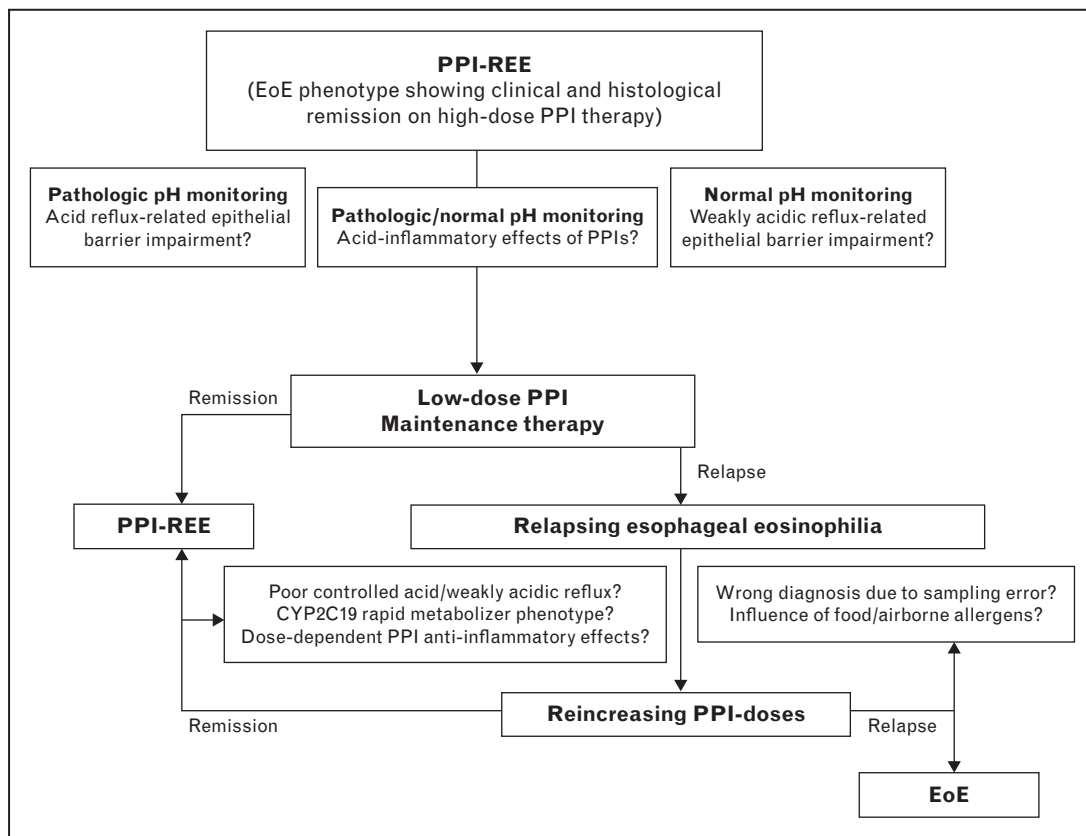 PPI-REE
(EoE phenotype showing clinical and histological
remission on high-dose PPI therapy)
Pathologic pH monitoring
Acid reflux-related epithelial
barrier impairment?
Pathologic/normal pH monitoring
Acid-inflammatory effects of PPIs?
Normal pH monitoring
Weakly acidic reflux-related
epithelial barrier impairment?
Remission
Low-dose PPI
Maintenance therapy
Relapse
PPI-REE
Relapsing esophageal eosinophilia
Poor controlled acid/weakly acidic reflux?
CYP2C19 rapid metabolizer phenotype?
Dose-dependent PPI anti-inflammatory effects?
Wrong diagnosis due to sampling error?
Influence of food/airborne allergens?
Remission
Reincreasing PPI-doses
Relapse
EoE